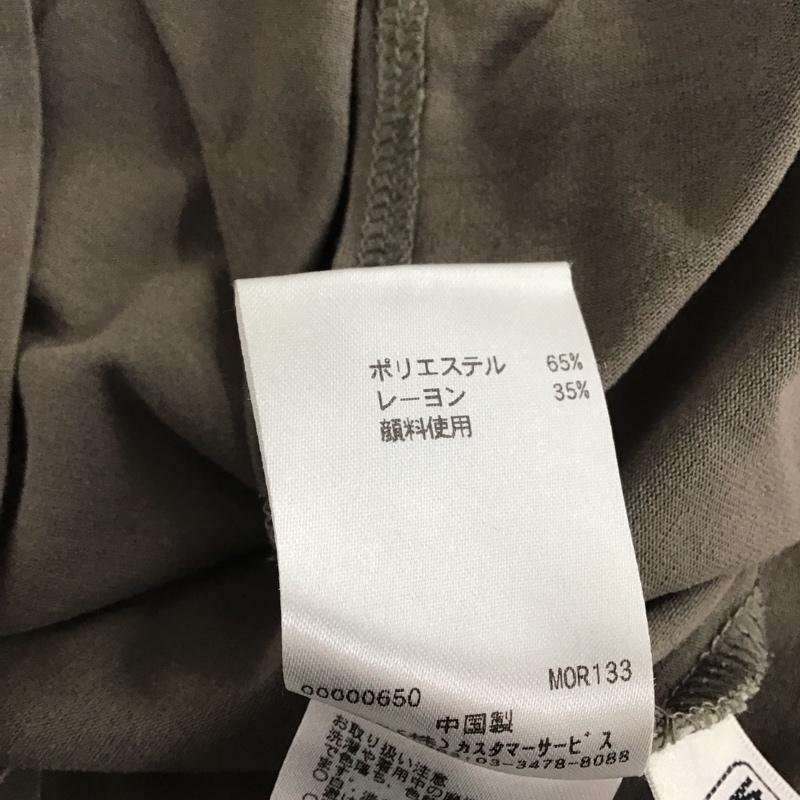 ポリエステル 65%
レーヨン 35%
顔料使用
MOR133
00000650
中国製
カスタマーサービス
03-3478-8088
お取り扱い注意